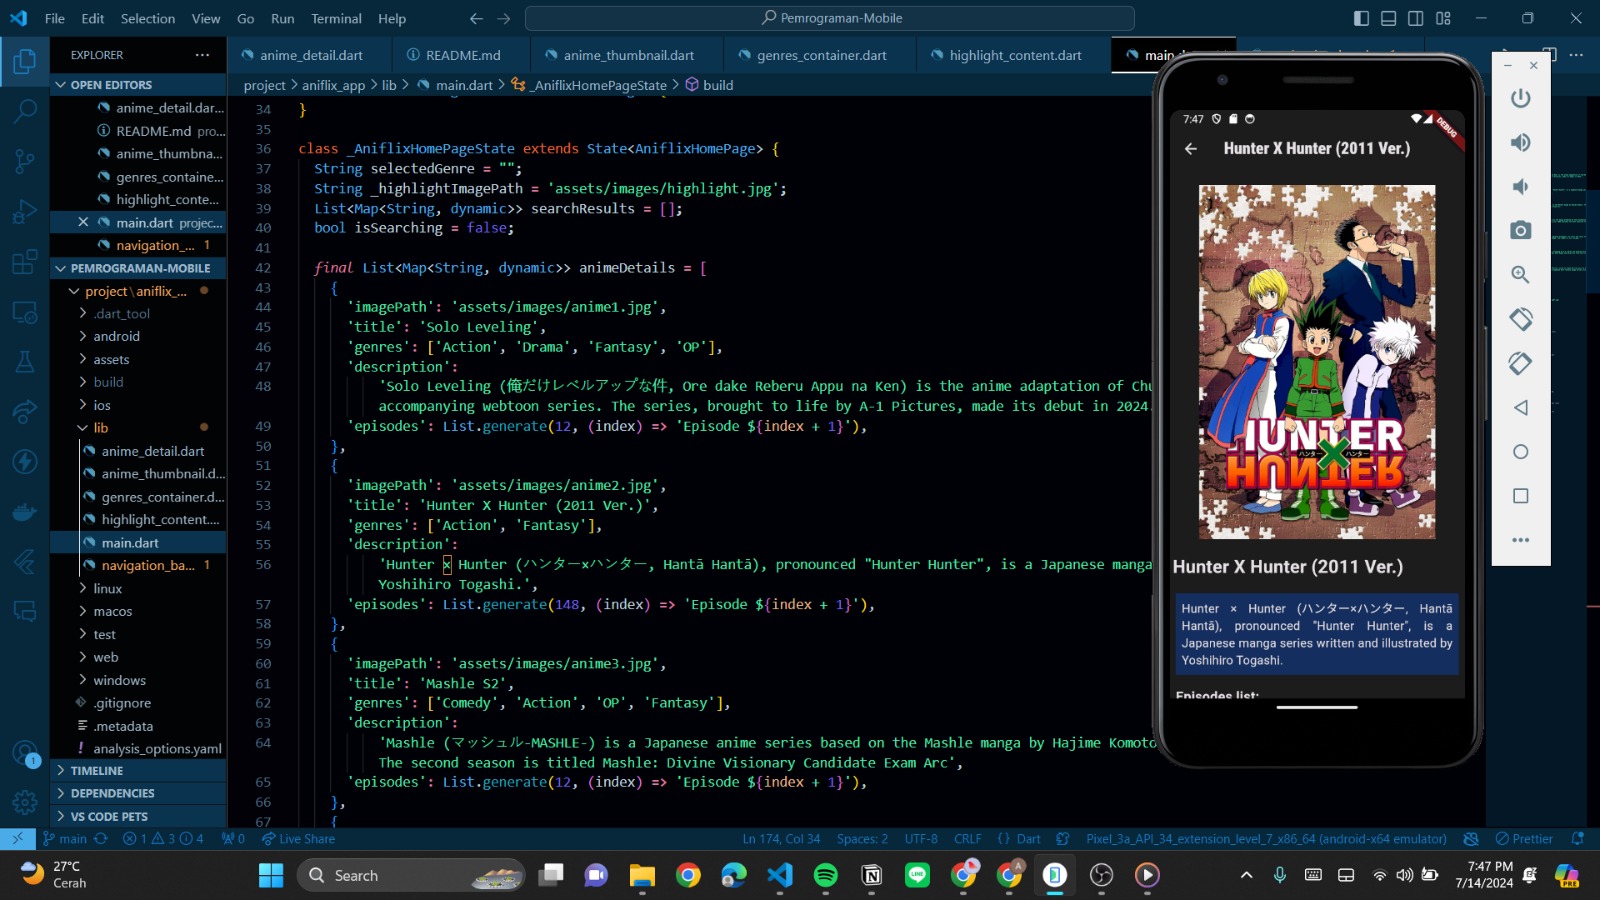 File Edit Selection View Go Run Terminal Help
Pemrograman-Mobile
EXPLORER
OPEN EDITORS
anime_detail.dar...
README.md pro...
anime_thumbna...
genres_containe...
highlight_conte...
main.dart projec...
navigation_... 1
PEMROGRAMAN-MOBILE
project\aniflix_...
.dart_tool
android
assets
build
ios
lib
anime_detail.dart
anime_thumbnail.d...
genres_container.d...
highlight_content....
main.dart
navigation_ba... 1
linux
macos
test
web
windows
.gitignore
.metadata
analysis_options.yaml
TIMELINE
DEPENDENCIES
VS CODE PETS
1
anime_detail.dart README.md anime_thumbnail.dart genres_container.dart highlight_content.dart
project > aniflix_app > lib > main.dart > _AniflixHomePageState > build
34 }
35
36 class _AniflixHomePageState extends State<AniflixHomePage> {
37 String selectedGenre = "";
38 String _highlightImagePath = 'assets/images/highlight.jpg';
39 List<Map<String, dynamic>> searchResults = [];
40 bool isSearching = false;
41
42 final List<Map<String, dynamic>> animeDetails = [
43 {
44 'imagePath': 'assets/images/anime1.jpg',
45 'title': 'Solo Leveling',
46 'genres': ['Action', 'Drama', 'Fantasy', 'OP'],
47 'description':
48 'Solo Leveling (俺だけレベルアップな件, Ore dake Reberu Appu na Ken) is the anime adaptation of Chu
accompanying webtoon series. The series, brought to life by A-1 Pictures, made its debut in 2024.
49 'episodes': List.generate(12, (index) => 'Episode ${index + 1}'),
50 },
51 {
52 'imagePath': 'assets/images/anime2.jpg',
53 'title': 'Hunter X Hunter (2011 Ver.)',
54 'genres': ['Action', 'Fantasy'],
55 'description':
56 'Hunter × Hunter (ハンター×ハンター, Hantā Hantā), pronounced "Hunter Hunter", is a Japanese manga
Yoshihiro Togashi.',
57 'episodes': List.generate(148, (index) => 'Episode ${index + 1}'),
58 },
59 {
60 'imagePath': 'assets/images/anime3.jpg',
61 'title': 'Mashle S2',
62 'genres': ['Comedy', 'Action', 'OP', 'Fantasy'],
63 'description':
64 'Mashle (マッシュル-MASHLE-) is a Japanese anime series based on the Mashle manga by Hajime Komoto
The second season is titled Mashle: Divine Visionary Candidate Exam Arc',
65 'episodes': List.generate(12, (index) => 'Episode ${index + 1}'),
66 },
67 {
7:47
DEBUG
Hunter X Hunter (2011 Ver.)
HUNTER
ハンター×ハンター
HUNTER
Hunter X Hunter (2011 Ver.)
Hunter × Hunter (ハンター×ハンター, Hantā
Hantā), pronounced "Hunter Hunter", is a
Japanese manga series written and illustrated by
Yoshihiro Togashi.
Episodes list:
main 1 3 4 0 Live Share Ln 174, Col 34 Spaces: 2 UTF-8 CRLF { } Dart Pixel_3a_API_34_extension_level_7_x86_64 (android-x64 emulator) Prettier
27°C
Cerah
Search
7:47 PM
7/14/2024
PRE